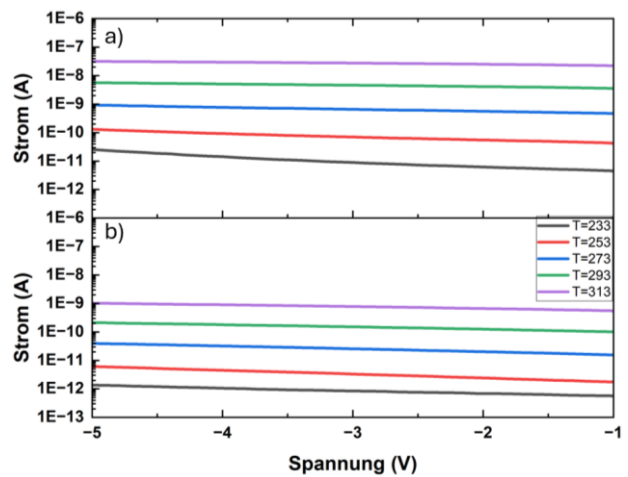 1E−6
a)
1E−7
1E−8
1E−9
1E−10
1E−11
1E−12
Strom (A)
1E−6
b)
1E−7
1E−8
1E−9
1E−10
1E−11
1E−12
1E−13
Strom (A)
T=233
T=253
T=273
T=293
T=313
−5 −4 −3 −2 −1
Spannung (V)